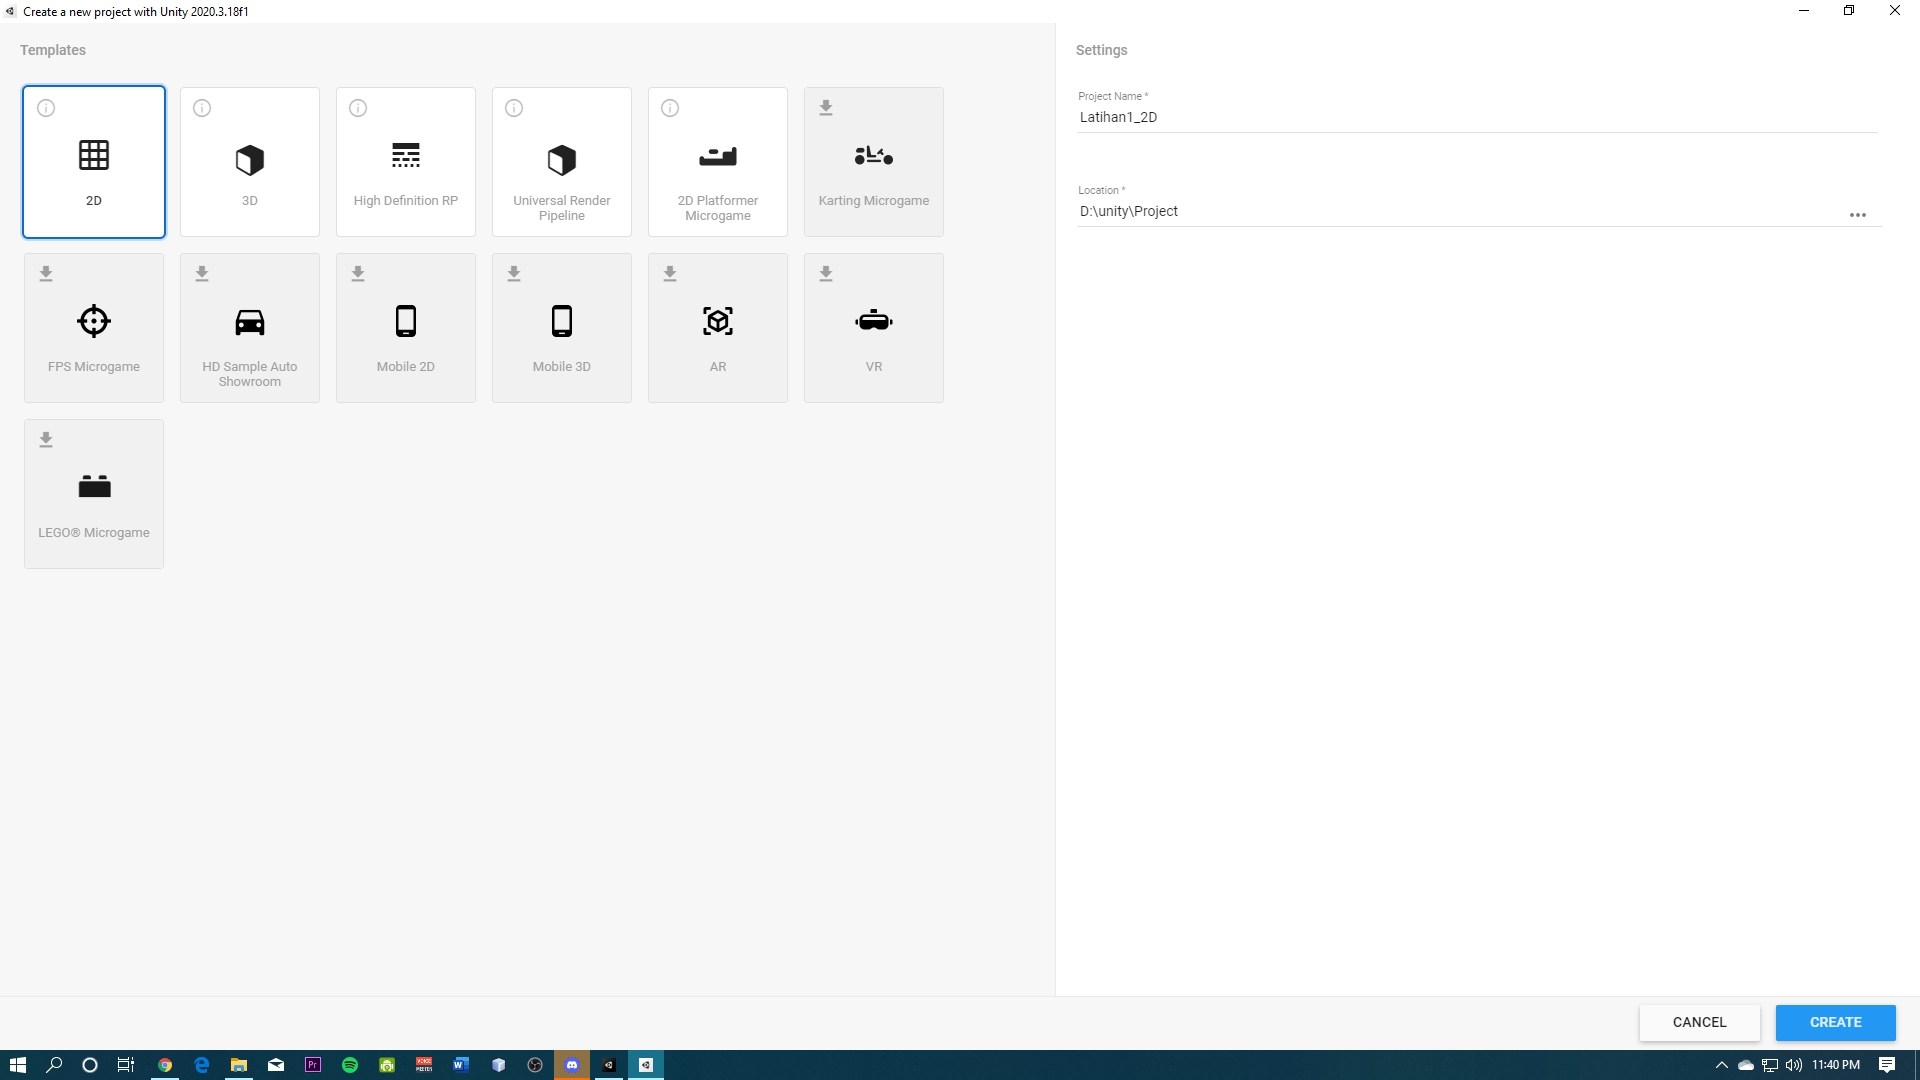 Create a new project with Unity 2020.3.18f1
Templates
2D
3D
High Definition RP
Universal Render
Pipeline
2D Platformer
Microgame
Karting Microgame
FPS Microgame
HD Sample Auto
Showroom
Mobile 2D
Mobile 3D
AR
VR
LEGO® Microgame
Settings
Project Name *
Latihan1_2D
Location *
D:\unity\Project
CANCEL
CREATE
Pr
W
11:40 PM